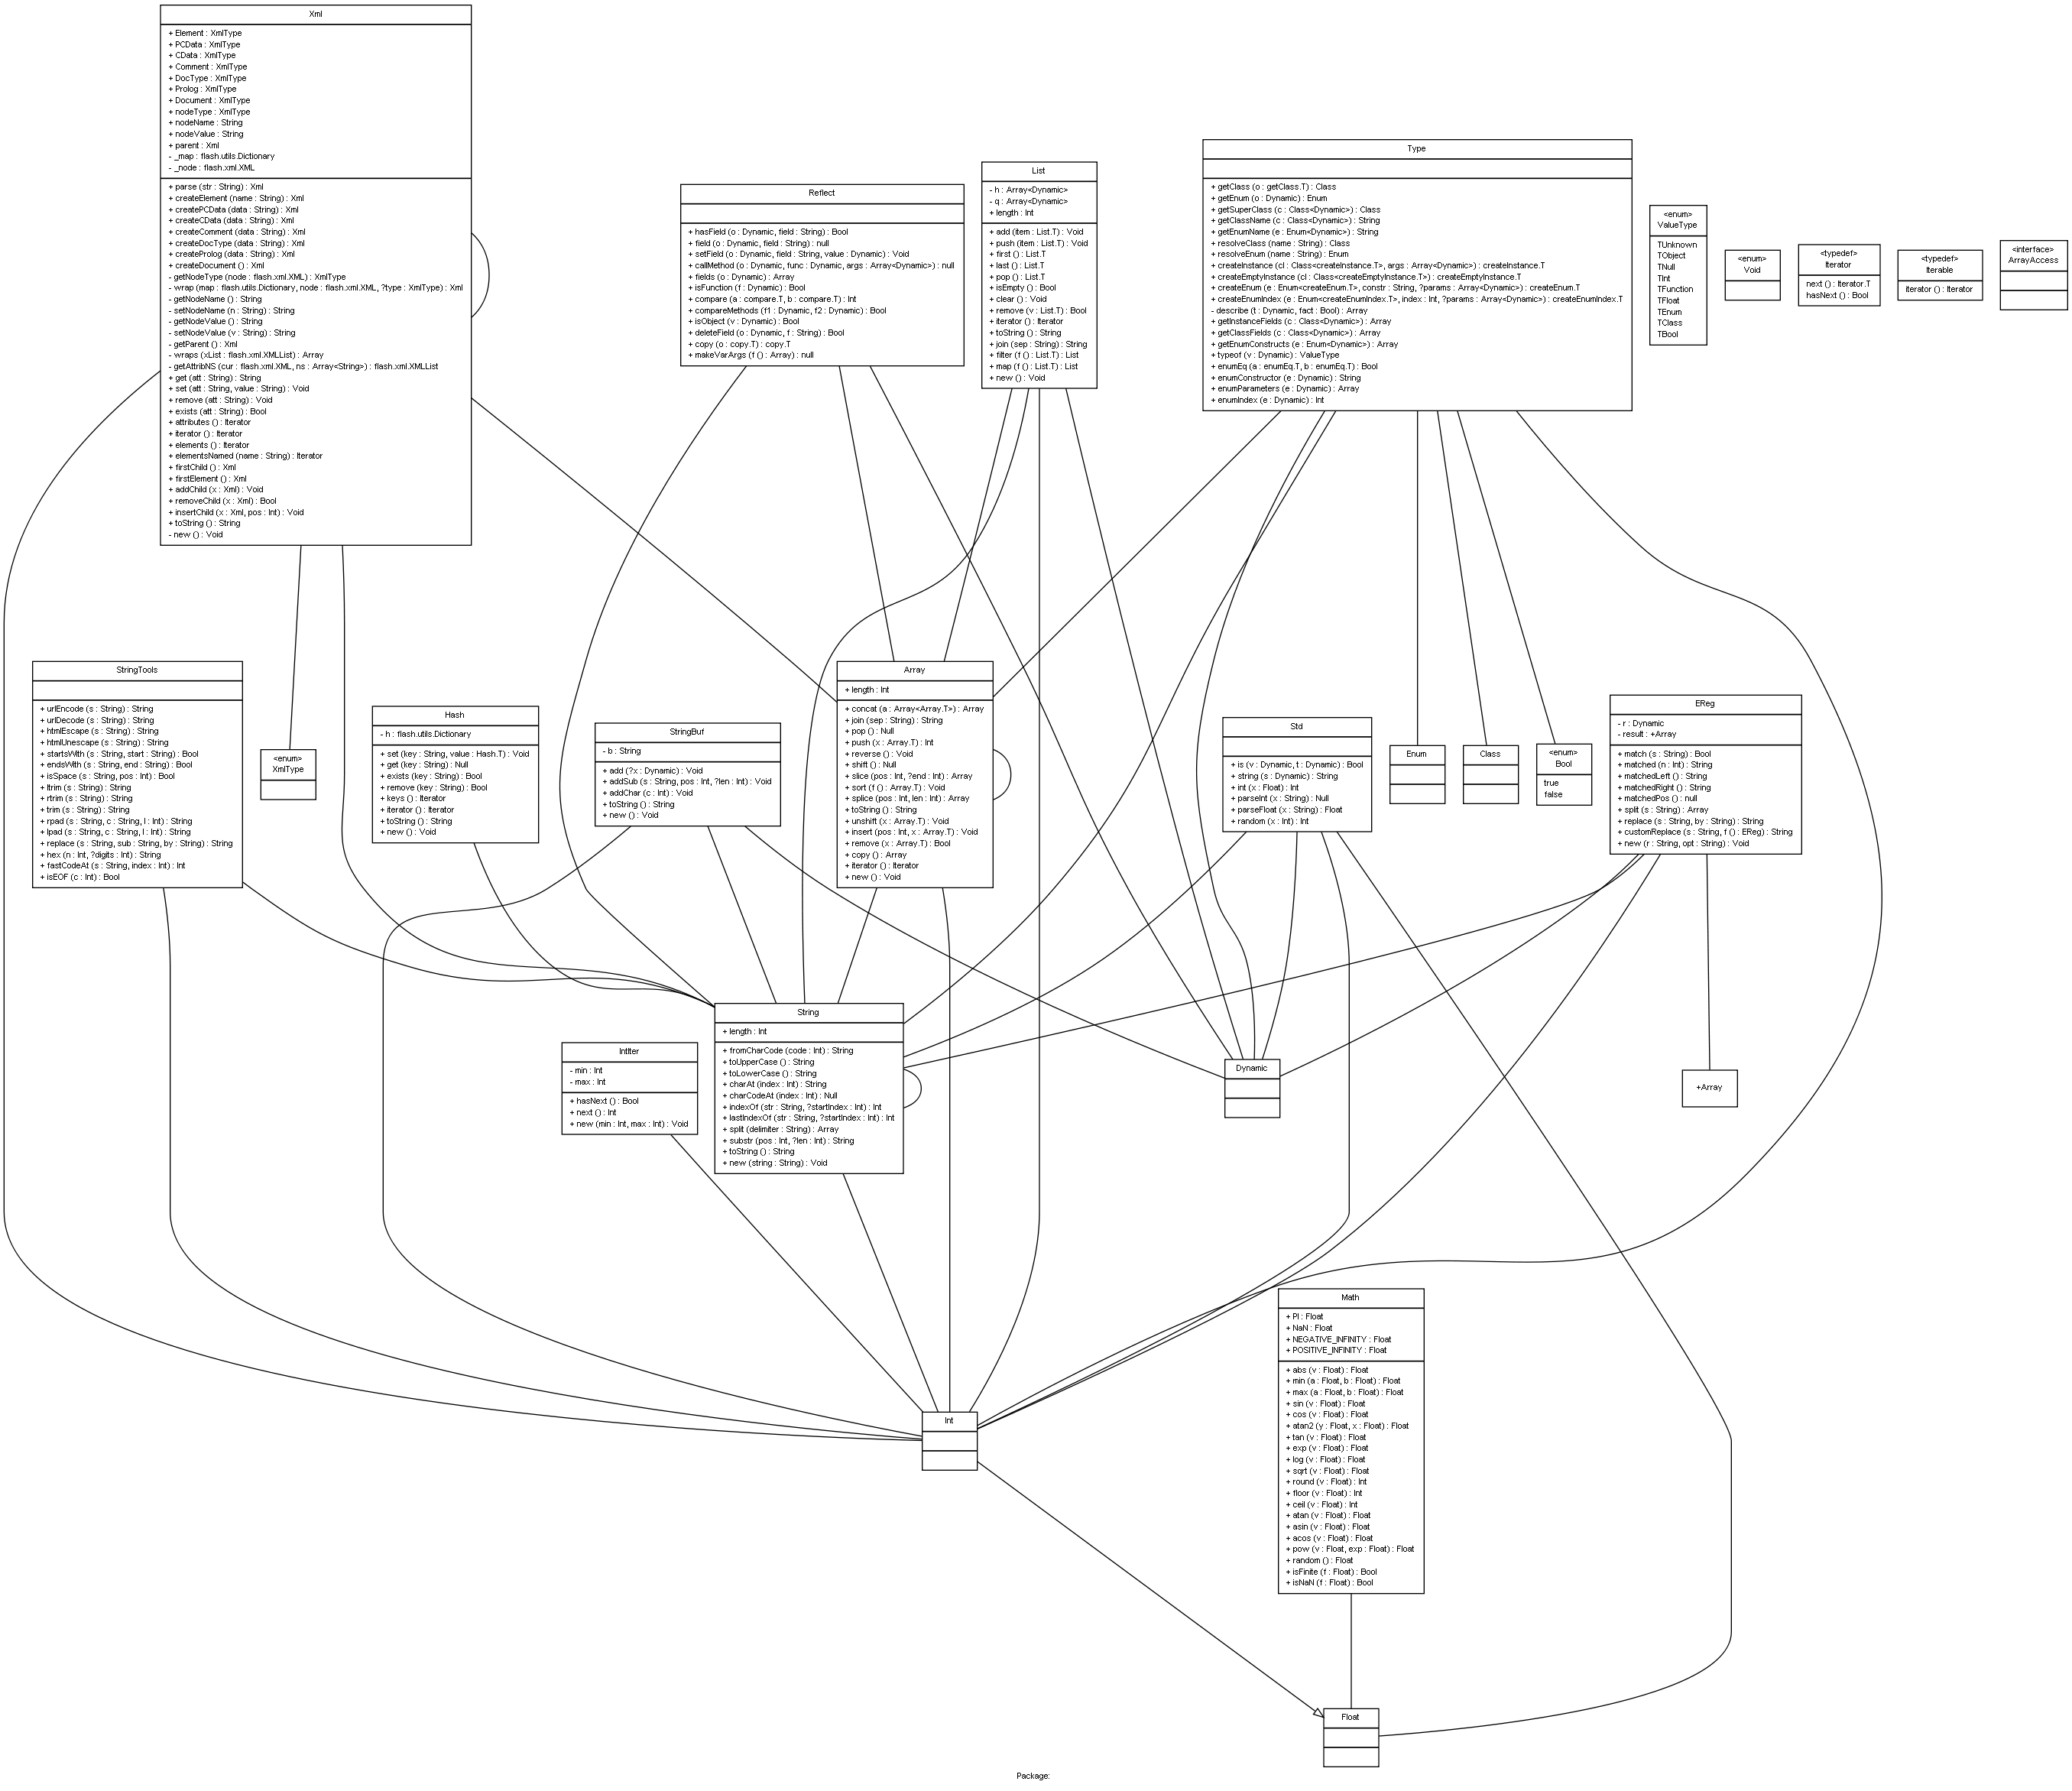 Xml
+ Element : XmlType
+ PCData : XmlType
+ CData : XmlType
+ Comment : XmlType
+ DocType : XmlType
+ Prolog : XmlType
+ Document : XmlType
+ nodeType : XmlType
+ nodeName : String
+ nodeValue : String
+ parent : Xml
- _map : flash.utils.Dictionary
- _node : flash.xml.XML
+ parse (str : String) : Xml
+ createElement (name : String) : Xml
+ createPCData (data : String) : Xml
+ createCData (data : String) : Xml
+ createComment (data : String) : Xml
+ createDocType (data : String) : Xml
+ createProlog (data : String) : Xml
+ createDocument () : Xml
- getNodeType (node : flash.xml.XML) : XmlType
- wrap (map : flash.utils.Dictionary, node : flash.xml.XML, ?type : XmlType) : Xml
- getNodeName () : String
- setNodeName (n : String) : String
- getNodeValue () : String
- setNodeValue (v : String) : String
- getParent () : Xml
- wraps (xList : flash.xml.XMLList) : Array
- getAttribNS (cur : flash.xml.XML, ns : Array<String>) : flash.xml.XMLList
+ get (att : String) : String
+ set (att : String, value : String) : Void
+ remove (att : String) : Void
+ exists (att : String) : Bool
+ attributes () : Iterator
+ iterator () : Iterator
+ elements () : Iterator
+ elementsNamed (name : String) : Iterator
+ firstChild () : Xml
+ firstElement () : Xml
+ addChild (x : Xml) : Void
+ removeChild (x : Xml) : Bool
+ insertChild (x : Xml, pos : Int) : Void
+ toString () : String
- new () : Void
Reflect
+ hasField (o : Dynamic, field : String) : Bool
+ field (o : Dynamic, field : String) : null
+ setField (o : Dynamic, field : String, value : Dynamic) : Void
+ callMethod (o : Dynamic, func : Dynamic, args : Array<Dynamic>) : null
+ fields (o : Dynamic) : Array
+ isFunction (f : Dynamic) : Bool
+ compare (a : compare.T, b : compare.T) : Int
+ compareMethods (f1 : Dynamic, f2 : Dynamic) : Bool
+ isObject (v : Dynamic) : Bool
+ deleteField (o : Dynamic, f : String) : Bool
+ copy (o : copy.T) : copy.T
+ makeVarArgs (f () : Array) : null
List
- h : Array<Dynamic>
- q : Array<Dynamic>
+ length : Int
+ add (item : List.T) : Void
+ push (item : List.T) : Void
+ first () : List.T
+ last () : List.T
+ pop () : List.T
+ isEmpty () : Bool
+ clear () : Void
+ remove (v : List.T) : Bool
+ iterator () : Iterator
+ toString () : String
+ join (sep : String) : String
+ filter (f () : List.T) : List
+ map (f () : List.T) : List
+ new () : Void
Type
+ getClass (o : getClass.T) : Class
+ getEnum (o : Dynamic) : Enum
+ getSuperClass (c : Class<Dynamic>) : Class
+ getClassName (c : Class<Dynamic>) : String
+ getEnumName (e : Enum<Dynamic>) : String
+ resolveClass (name : String) : Class
+ resolveEnum (name : String) : Enum
+ createInstance (cl : Class<createInstance.T>, args : Array<Dynamic>) : createInstance.T
+ createEmptyInstance (cl : Class<createEmptyInstance.T>) : createEmptyInstance.T
+ createEnum (e : Enum<createEnum.T>, constr : String, ?params : Array<Dynamic>) : createEnum.T
+ createEnumIndex (e : Enum<createEnumIndex.T>, index : Int, ?params : Array<Dynamic>) : createEnumIndex.T
- describe (t : Dynamic, fact : Bool) : Array
+ getInstanceFields (c : Class<Dynamic>) : Array
+ getClassFields (c : Class<Dynamic>) : Array
+ getEnumConstructs (e : Enum<Dynamic>) : Array
+ typeof (v : Dynamic) : ValueType
+ enumEq (a : enumEq.T, b : enumEq.T) : Bool
+ enumConstructor (e : Dynamic) : String
+ enumParameters (e : Dynamic) : Array
+ enumIndex (e : Dynamic) : Int
<enum>
ValueType
TUnknown
TObject
TNull
TInt
TFunction
TFloat
TEnum
TClass
TBool
<enum>
Void
<typedef>
Iterator
next () : Iterator.T
hasNext () : Bool
<typedef>
Iterable
iterator () : Iterator
<interface>
ArrayAccess
StringTools
+ urlEncode (s : String) : String
+ urlDecode (s : String) : String
+ htmlEscape (s : String) : String
+ htmlUnescape (s : String) : String
+ startsWith (s : String, start : String) : Bool
+ endsWith (s : String, end : String) : Bool
+ isSpace (s : String, pos : Int) : Bool
+ ltrim (s : String) : String
+ rtrim (s : String) : String
+ trim (s : String) : String
+ rpad (s : String, c : String, l : Int) : String
+ lpad (s : String, c : String, l : Int) : String
+ replace (s : String, sub : String, by : String) : String
+ hex (n : Int, ?digits : Int) : String
+ fastCodeAt (s : String, index : Int) : Int
+ isEOF (c : Int) : Bool
<enum>
XmlType
Hash
- h : flash.utils.Dictionary
+ set (key : String, value : Hash.T) : Void
+ get (key : String) : Null
+ exists (key : String) : Bool
+ remove (key : String) : Bool
+ keys () : Iterator
+ iterator () : Iterator
+ toString () : String
+ new () : Void
StringBuf
- b : String
+ add (?x : Dynamic) : Void
+ addSub (s : String, pos : Int, ?len : Int) : Void
+ addChar (c : Int) : Void
+ toString () : String
+ new () : Void
Array
+ length : Int
+ concat (a : Array<Array.T>) : Array
+ join (sep : String) : String
+ pop () : Null
+ push (x : Array.T) : Int
+ reverse () : Void
+ shift () : Null
+ slice (pos : Int, ?end : Int) : Array
+ sort (f () : Array.T) : Void
+ splice (pos : Int, len : Int) : Array
+ toString () : String
+ unshift (x : Array.T) : Void
+ insert (pos : Int, x : Array.T) : Void
+ remove (x : Array.T) : Bool
+ copy () : Array
+ iterator () : Iterator
+ new () : Void
Std
+ is (v : Dynamic, t : Dynamic) : Bool
+ string (s : Dynamic) : String
+ int (x : Float) : Int
+ parseInt (x : String) : Null
+ parseFloat (x : String) : Float
+ random (x : Int) : Int
Enum
Class
<enum>
Bool
true
false
EReg
- r : Dynamic
- result : +Array
+ match (s : String) : Bool
+ matched (n : Int) : String
+ matchedLeft () : String
+ matchedRight () : String
+ matchedPos () : null
+ split (s : String) : Array
+ replace (s : String, by : String) : String
+ customReplace (s : String, f () : EReg) : String
+ new (r : String, opt : String) : Void
IntIter
- min : Int
- max : Int
+ hasNext () : Bool
+ next () : Int
+ new (min : Int, max : Int) : Void
String
+ length : Int
+ fromCharCode (code : Int) : String
+ toUpperCase () : String
+ toLowerCase () : String
+ charAt (index : Int) : String
+ charCodeAt (index : Int) : Null
+ indexOf (str : String, ?startIndex : Int) : Int
+ lastIndexOf (str : String, ?startIndex : Int) : Int
+ split (delimiter : String) : Array
+ substr (pos : Int, ?len : Int) : String
+ toString () : String
+ new (string : String) : Void
Dynamic
+Array
Math
+ PI : Float
+ NaN : Float
+ NEGATIVE_INFINITY : Float
+ POSITIVE_INFINITY : Float
+ abs (v : Float) : Float
+ min (a : Float, b : Float) : Float
+ max (a : Float, b : Float) : Float
+ sin (v : Float) : Float
+ cos (v : Float) : Float
+ atan2 (y : Float, x : Float) : Float
+ tan (v : Float) : Float
+ exp (v : Float) : Float
+ log (v : Float) : Float
+ sqrt (v : Float) : Float
+ round (v : Float) : Int
+ floor (v : Float) : Int
+ ceil (v : Float) : Int
+ atan (v : Float) : Float
+ asin (v : Float) : Float
+ acos (v : Float) : Float
+ pow (v : Float, exp : Float) : Float
+ random () : Float
+ isFinite (f : Float) : Bool
+ isNaN (f : Float) : Bool
Int
Float
Package: